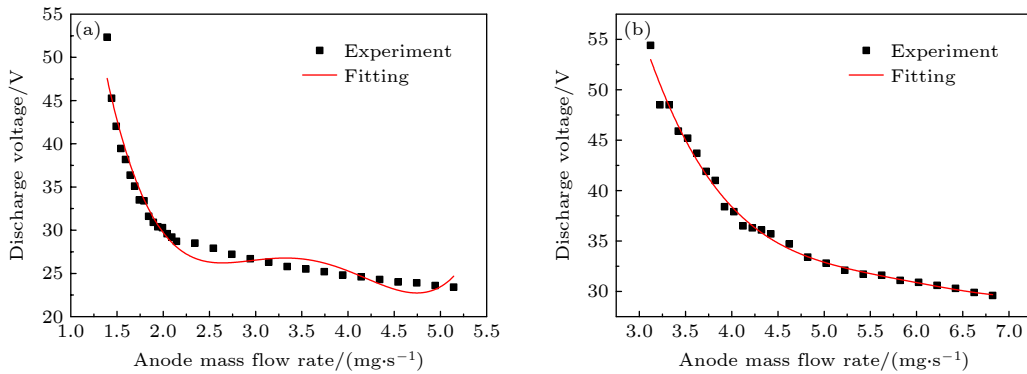 (a)
Experiment
Fitting
55
50
45
40
35
30
25
20
1.0 1.5 2.0 2.5 3.0 3.5 4.0 4.5 5.0 5.5
Discharge voltage/V
Anode mass flow rate/(mg·s−1)
(b)
Experiment
Fitting
55
50
45
40
35
30
3.0 3.5 4.0 4.5 5.0 5.5 6.0 6.5 7.0
Discharge voltage/V
Anode mass flow rate/(mg·s−1)